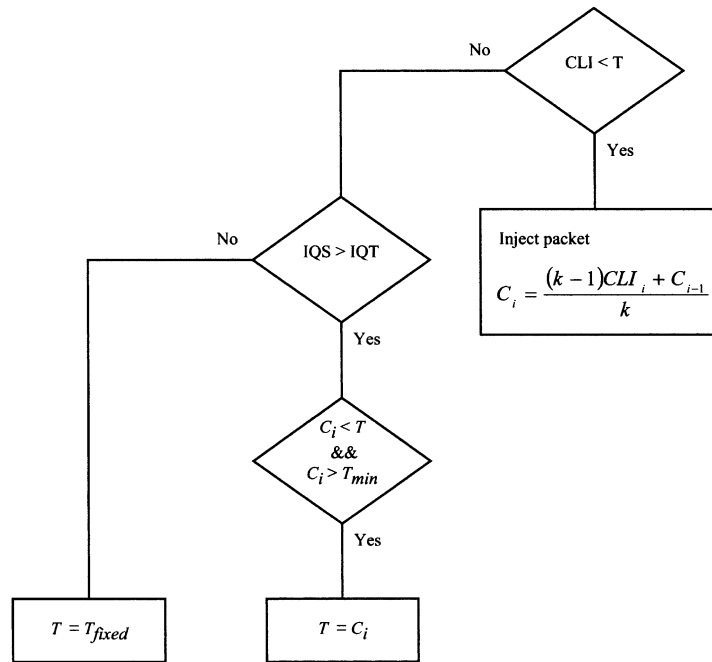 No
CLI < T
Yes
Inject packet
C_i = ((k − 1)CLI_i + C_{i−1}) / k
No
IQS > IQT
Yes
C_i < T
&&
C_i > T_min
Yes
T = T_fixed
T = C_i